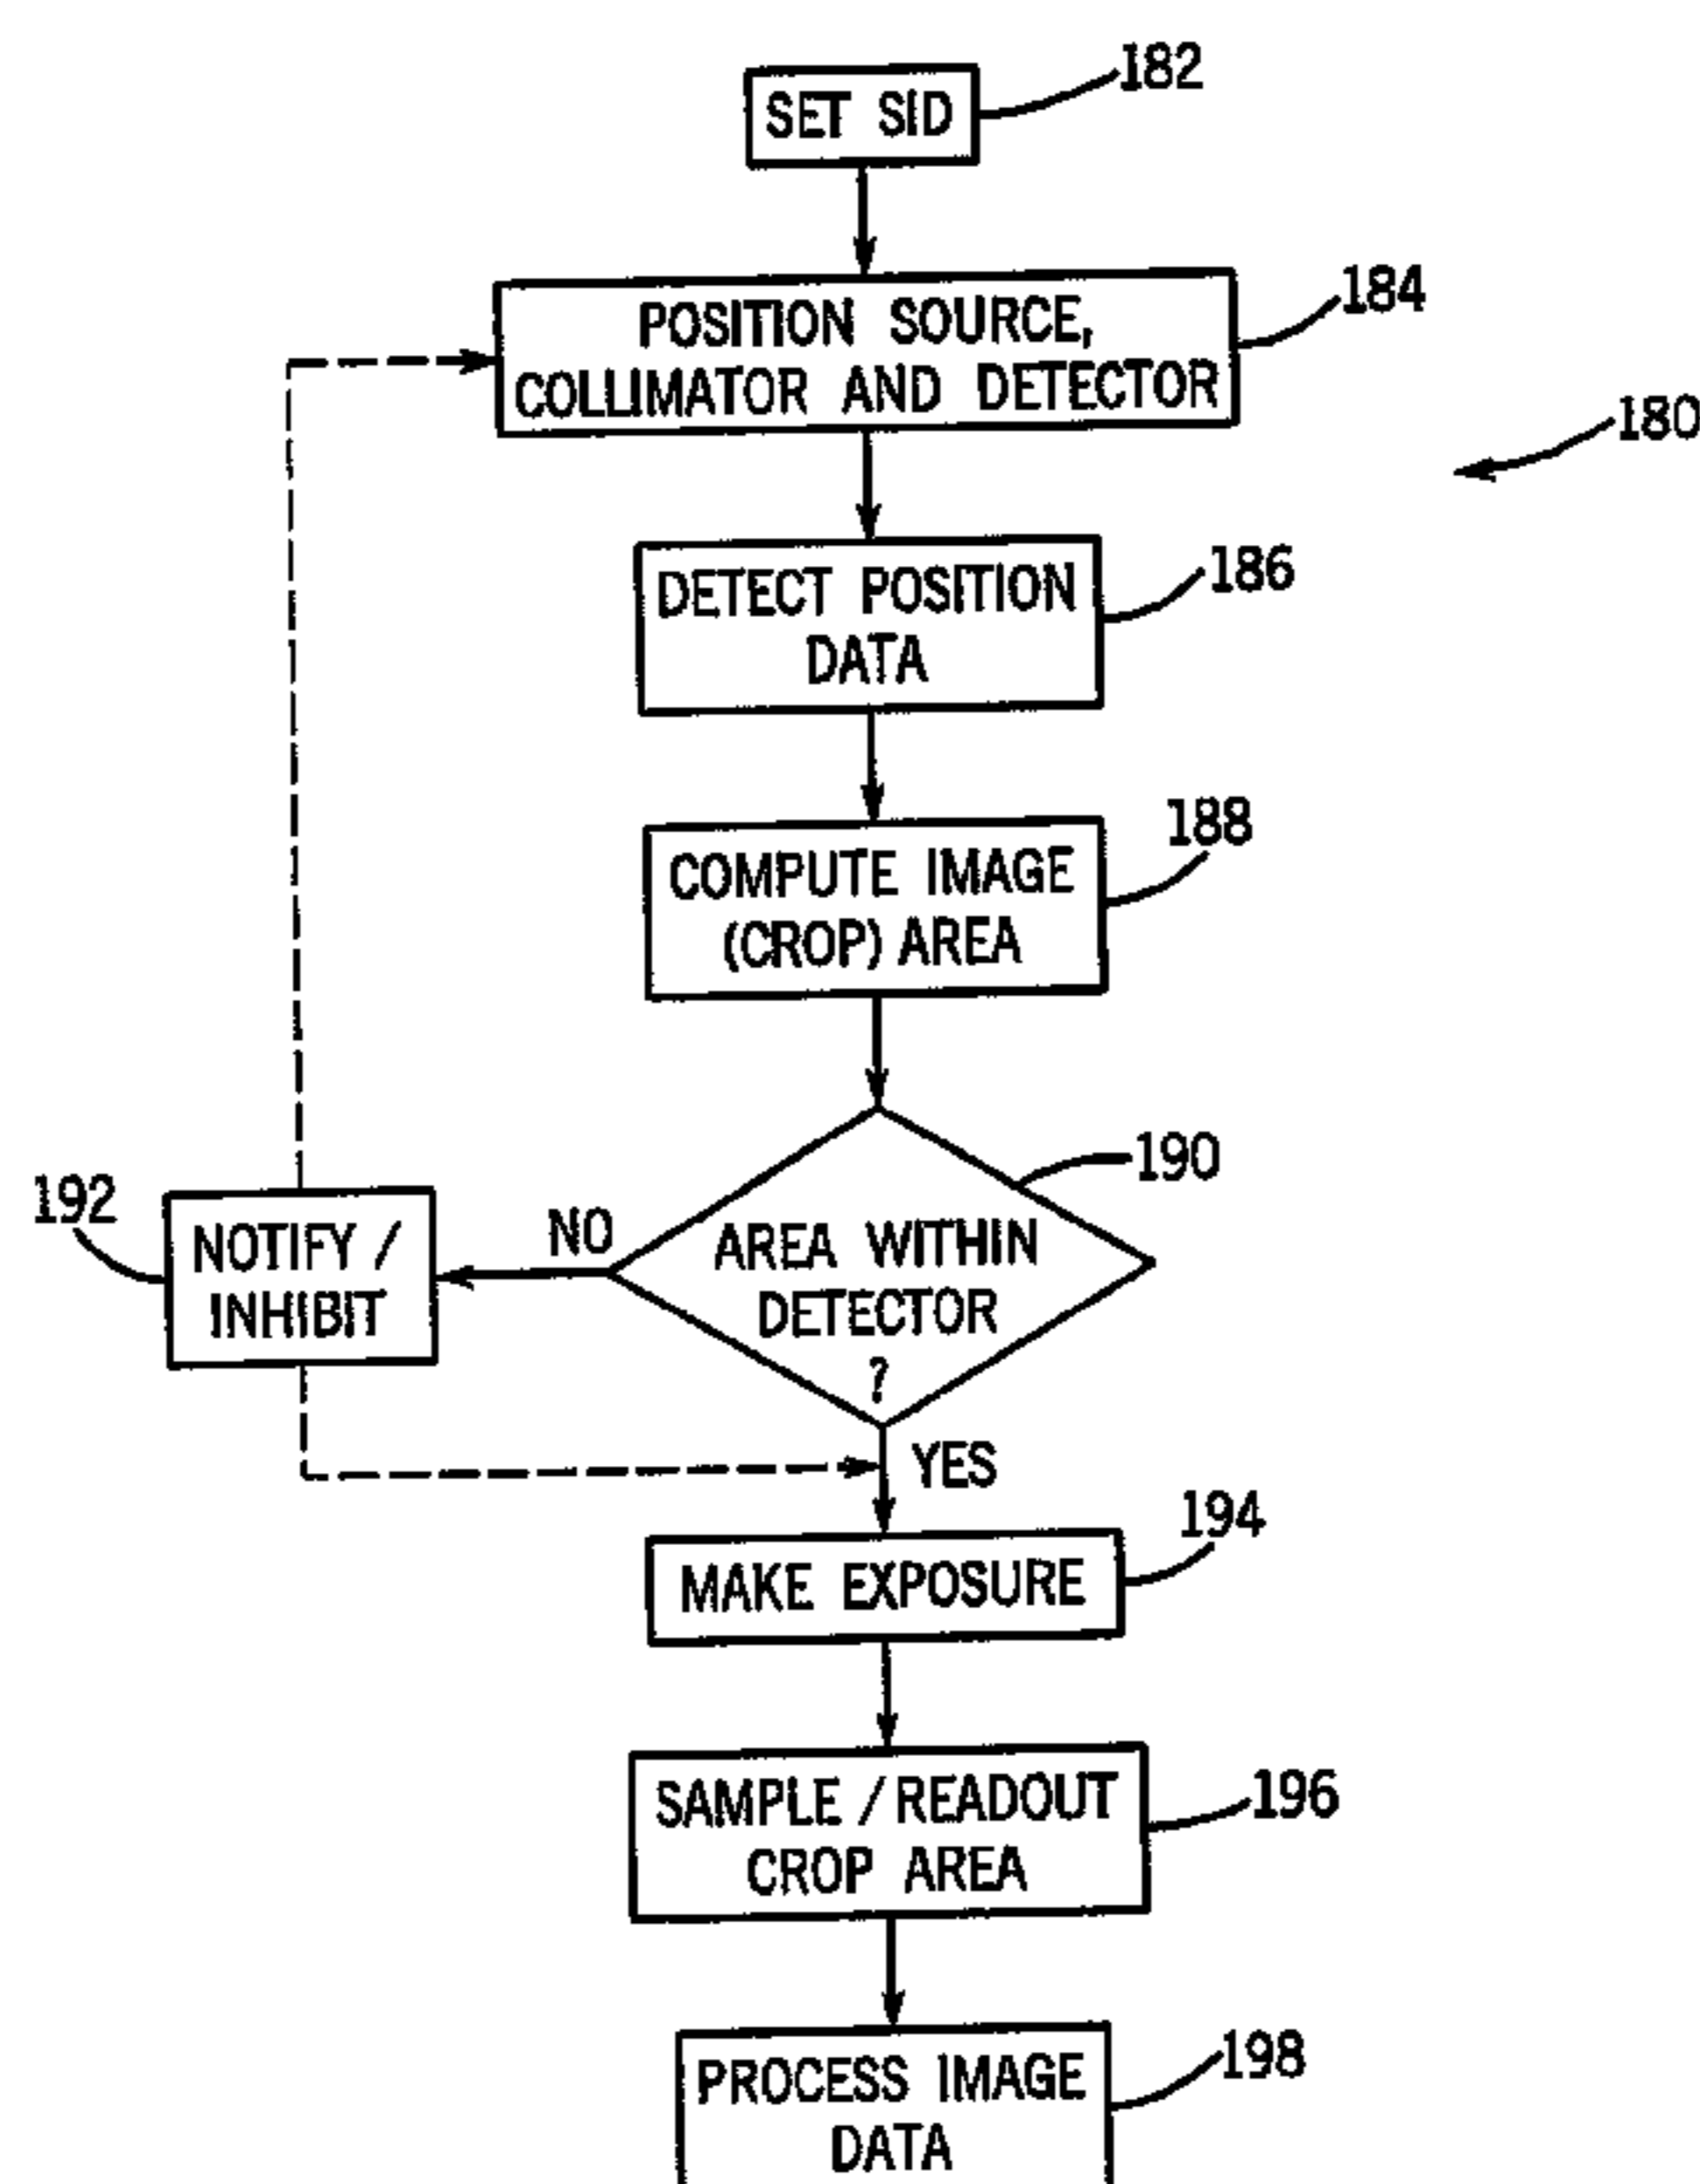 182
SET SID
184
POSITION SOURCE,
COLLIMATOR AND DETECTOR
180
186
DETECT POSITION
DATA
188
COMPUTE IMAGE
(CROP) AREA
190
192
NOTIFY /
INHIBIT
NO
AREA WITHIN
DETECTOR
?
YES
194
MAKE EXPOSURE
196
SAMPLE / READOUT
CROP AREA
198
PROCESS IMAGE
DATA